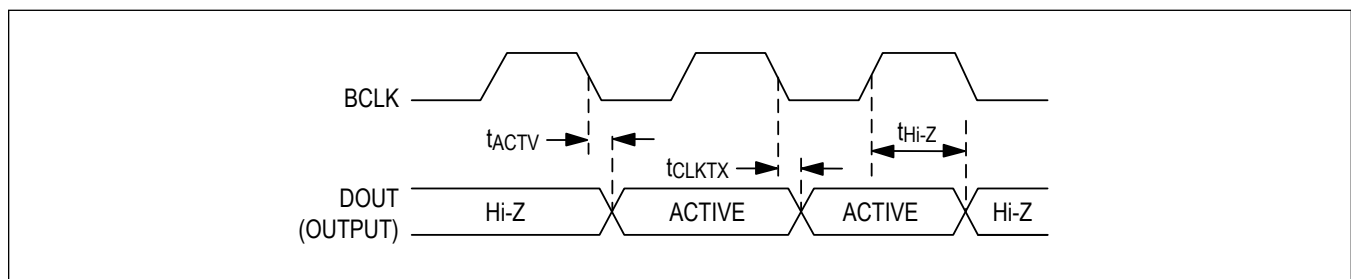 BCLK
tACTV
tCLKTX
tHi-Z
DOUT
(OUTPUT)
Hi-Z
ACTIVE
ACTIVE
Hi-Z